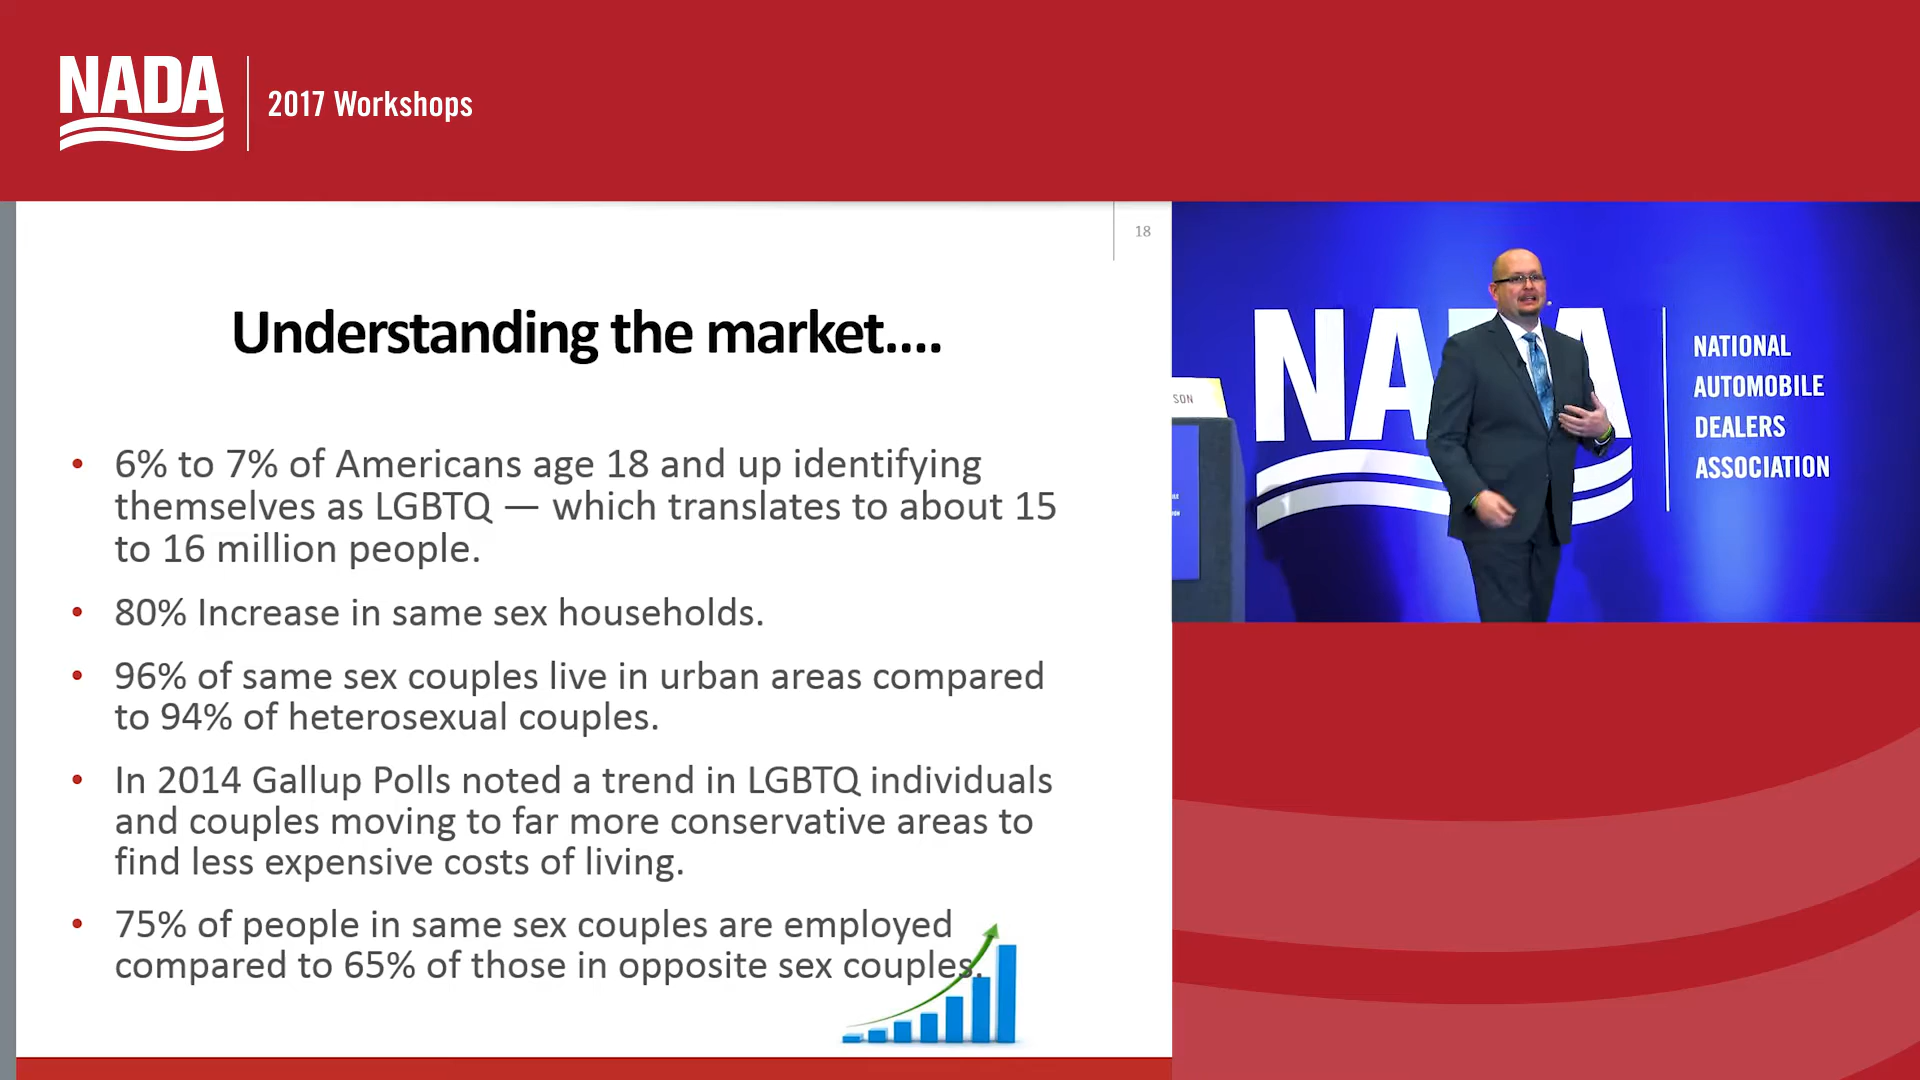 NADA
2017 Workshops
18
Understanding the market....
• 6% to 7% of Americans age 18 and up identifying
themselves as LGBTQ — which translates to about 15
to 16 million people.
• 80% Increase in same sex households.
• 96% of same sex couples live in urban areas compared
to 94% of heterosexual couples.
• In 2014 Gallup Polls noted a trend in LGBTQ individuals
and couples moving to far more conservative areas to
find less expensive costs of living.
• 75% of people in same sex couples are employed
compared to 65% of those in opposite sex couples.
SON
NADA
NATIONAL
AUTOMOBILE
DEALERS
ASSOCIATION